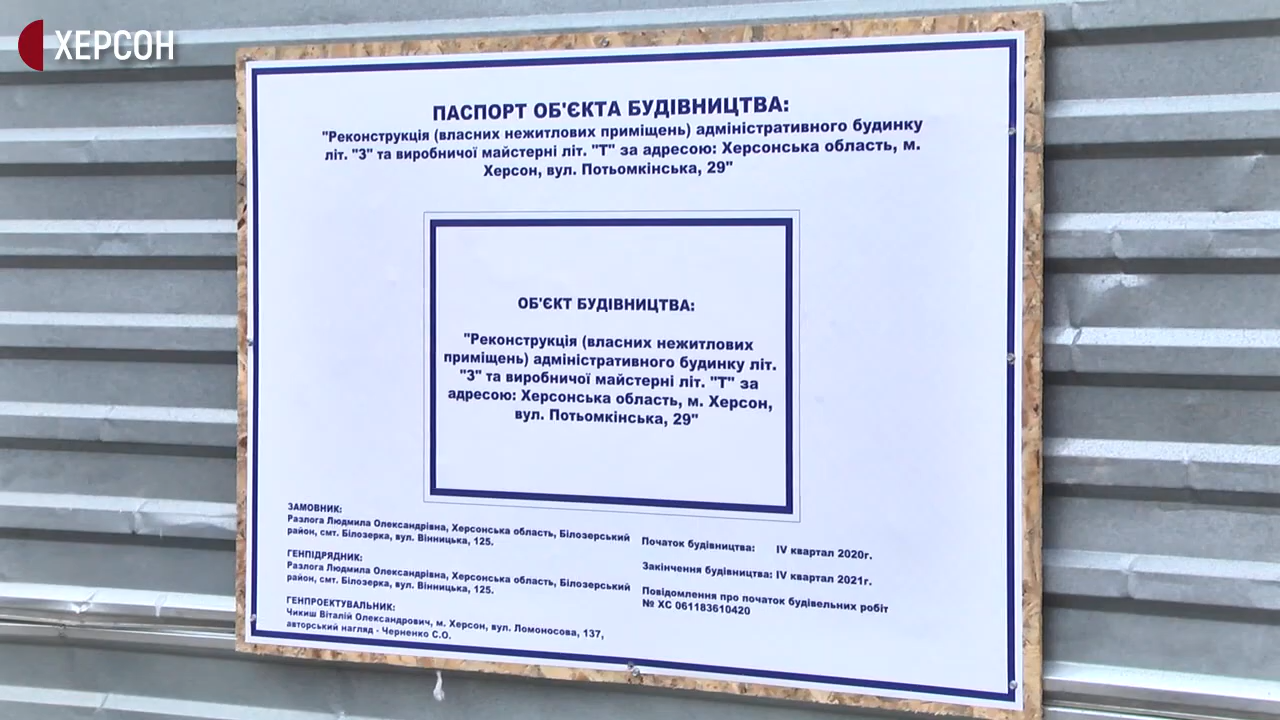 ХЕРСОН
ПАСПОРТ ОБ'ЄКТА БУДІВНИЦТВА:
"Реконструкція (власних нежитлових приміщень) адміністративного будинку
літ. "З" та виробничої майстерні літ. "Т" за адресою: Херсонська область, м.
Херсон, вул. Потьомкінська, 29"
ОБ'ЄКТ БУДІВНИЦТВА:
"Реконструкція (власних нежитлових
приміщень) адміністративного будинку літ.
"З" та виробничої майстерні літ. "Т" за
адресою: Херсонська область, м. Херсон,
вул. Потьомкінська, 29"
ЗАМОВНИК:
Разлога Людмила Олександрівна, Херсонська область, Білозерський
район, смт. Білозерка, вул. Вінницька, 125.
ГЕНПІДРЯДНИК:
Разлога Людмила Олександрівна, Херсонська область, Білозерський
район, смт. Білозерка, вул. Вінницька, 125.
ГЕНПРОЕКТУВАЛЬНИК:
Чикиш Віталій Олександрович, м. Херсон, вул. Ломоносова, 137,
авторський нагляд - Черненко С.О.
Початок будівництва: IV квартал 2020г.
Закінчення будівництва: IV квартал 2021г.
Повідомлення про початок будівельних робіт
№ ХС 061183610420